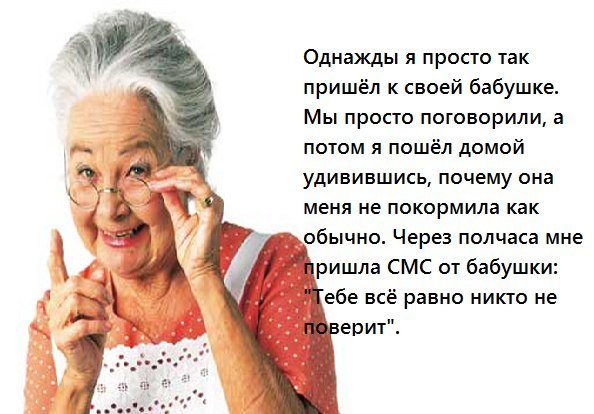 Однажды я просто так
пришёл к своей бабушке.
Мы просто поговорили, а
потом я пошёл домой
удивившись, почему она
меня не покормила как
обычно. Через полчаса мне
пришла СМС от бабушки:
"Тебе всё равно никто не
поверит".